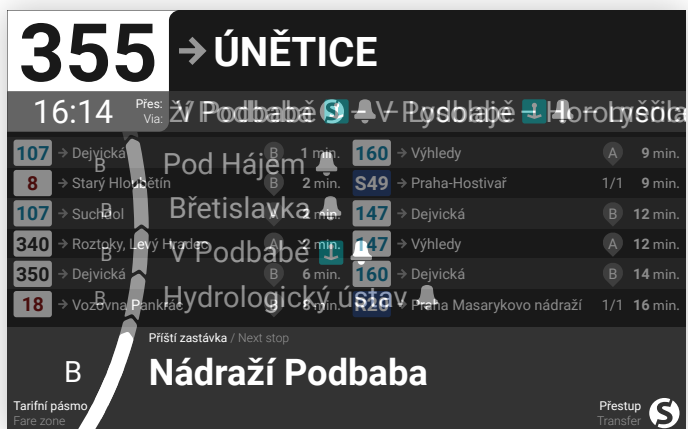 355 → ÚNĚTICE
16:14 Přes: Via: V Podbabě
107 → Dejvická B 1 min.
160 → Výhledy A 9 min.
B Pod Hájem
8 → Starý Hloubětín B 2 min.
S49 → Praha-Hostivař 1/1 9 min.
107 → Suchdol 2 min.
147 → Dejvická B 12 min.
B Břetislavka
340 → Roztoky, Levý Hradec A 2 min.
147 → Výhledy A 12 min.
B V Podbabě
350 → Dejvická B 6 min.
160 → Dejvická B 14 min.
18 → Vozovna Pankrác
Praha Masarykovo nádraží 1/1 16 min.
B Hydrologický ústav
Příští zastávka / Next stop
B Nádraží Podbaba
Tarifní pásmo
Fare zone
Přestup
Transfer S